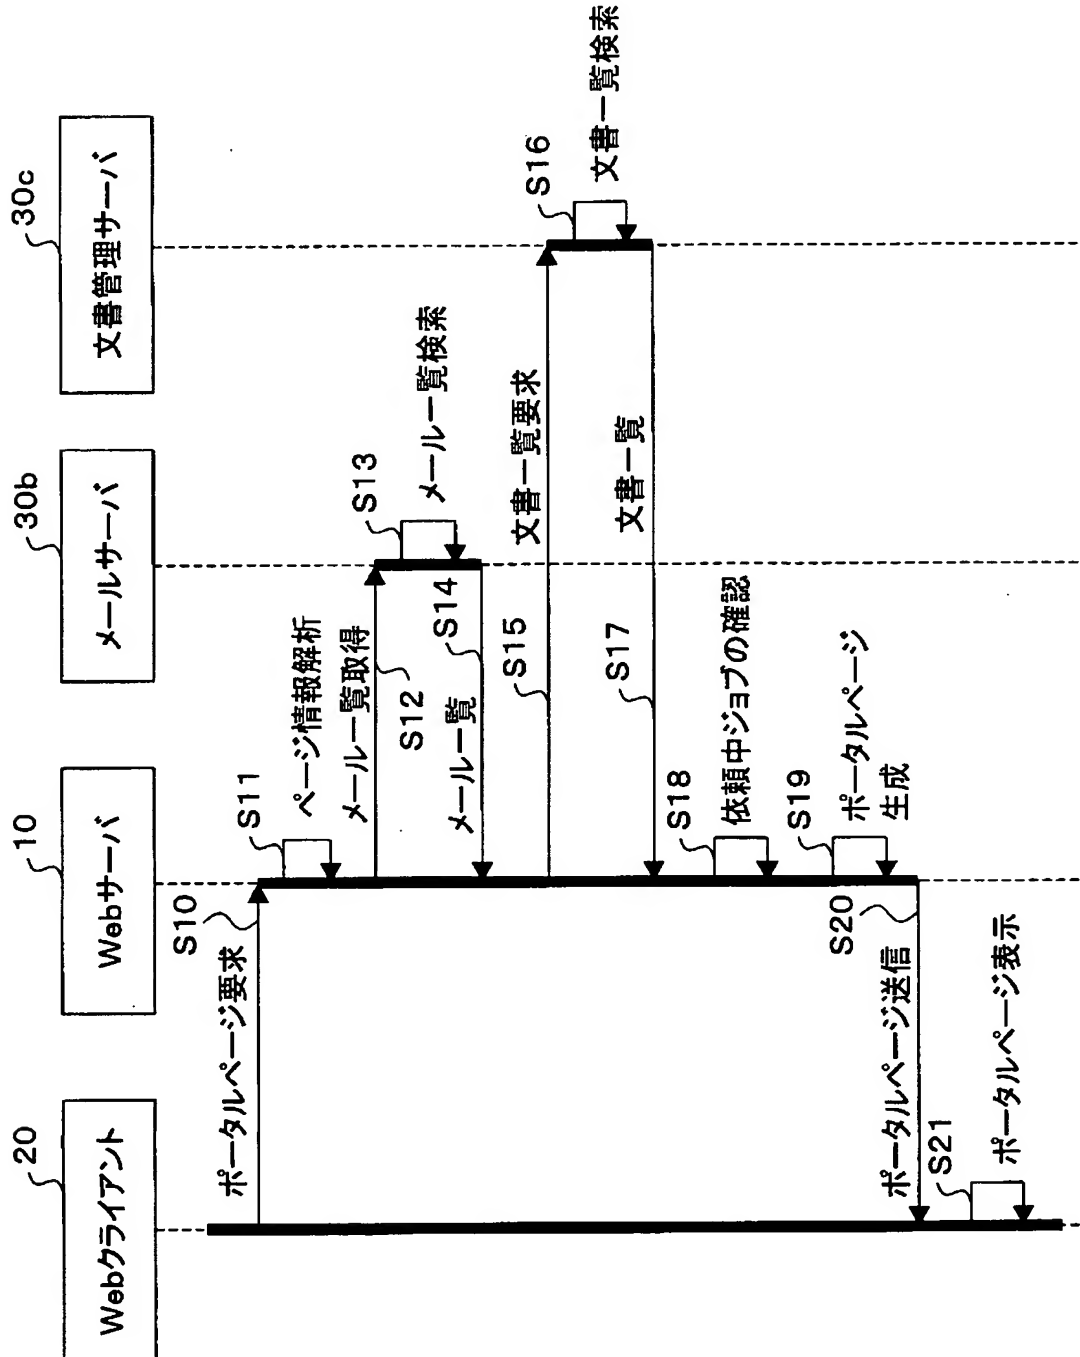 20
Webクライアント
10
Webサーバ
30b
メールサーバ
30c
文書管理サーバ
ポータルページ要求
S10
S11
ページ情報解析
メール一覧取得
S12
S13
メール一覧検索
S14
メール一覧
S15
文書一覧要求
S16
文書一覧検索
S17
文書一覧
S18
依頼中ジョブの確認
S19
ポータルページ
生成
S20
ポータルページ送信
S21
ポータルページ表示